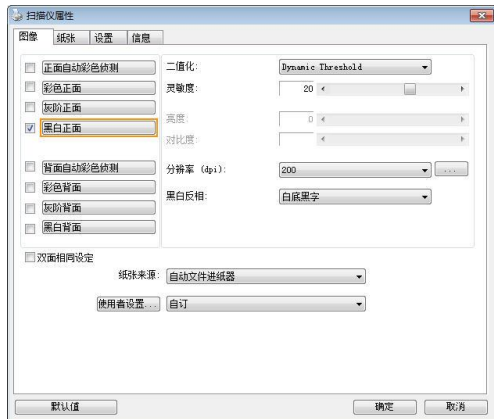 扫描仪属性
图像 纸张 设置 信息
正面自动彩色侦测
彩色正面
灰阶正面
黑白正面
背面自动彩色侦测
彩色背面
灰阶背面
黑白背面
二值化: Dynamic Threshold
灵敏度: 20
亮度: 0
对比度:
分辨率 (dpi): 200 ...
黑白反相: 白底黑字
双面相同设定
纸张来源: 自动文件进纸器
使用者设置... 自订
默认值 确定 取消